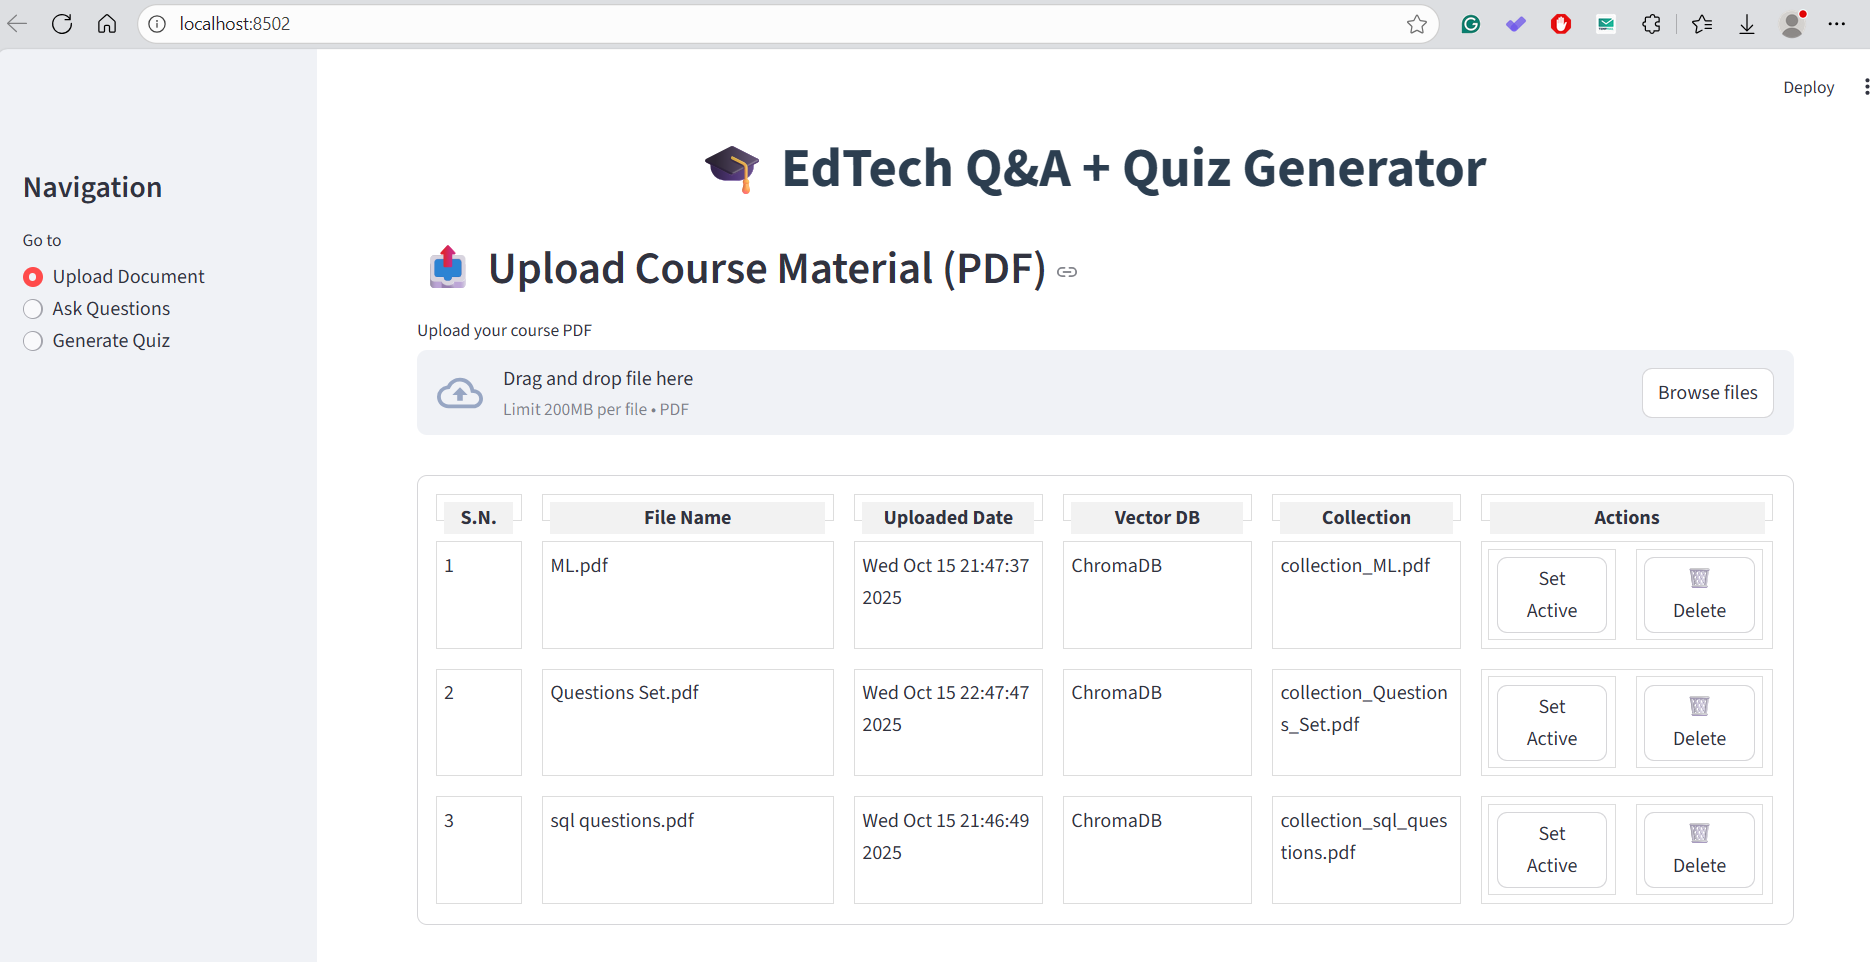 localhost:8502
Deploy
Navigation
Go to
Upload Document
Ask Questions
Generate Quiz
EdTech Q&A + Quiz Generator
Upload Course Material (PDF)
Upload your course PDF
Drag and drop file here
Limit 200MB per file • PDF
Browse files
S.N. File Name Uploaded Date Vector DB Collection Actions
1 ML.pdf Wed Oct 15 21:47:37 ChromaDB collection_ML.pdf Set
2025 Active Delete
2 Questions Set.pdf Wed Oct 15 22:47:47 ChromaDB collection_Question Set
2025 s_Set.pdf Active Delete
3 sql questions.pdf Wed Oct 15 21:46:49 ChromaDB collection_sql_ques Set
2025 tions.pdf Active Delete